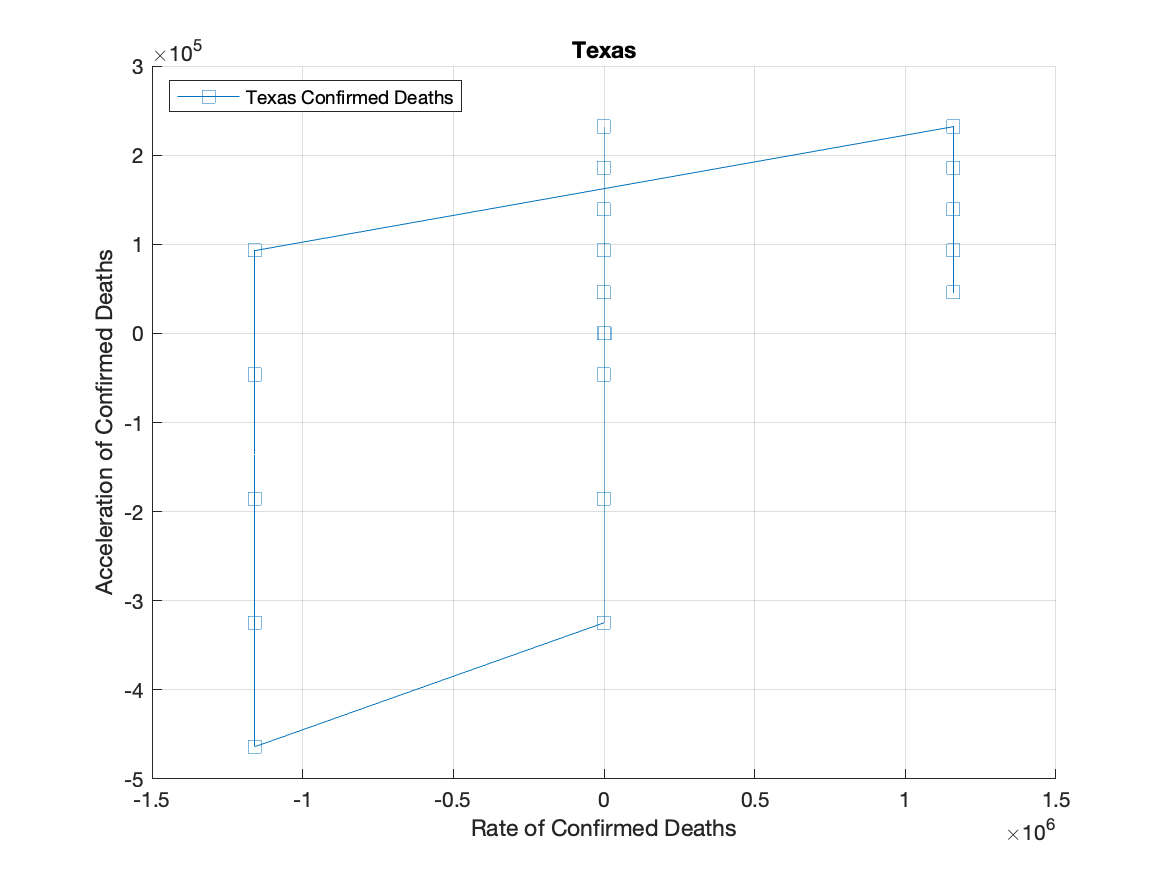 Texas
×10^5
Texas Confirmed Deaths
3
2
1
0
-1
-2
-3
-4
-5
Acceleration of Confirmed Deaths
-1.5 -1 -0.5 0 0.5 1 1.5
Rate of Confirmed Deaths
×10^6